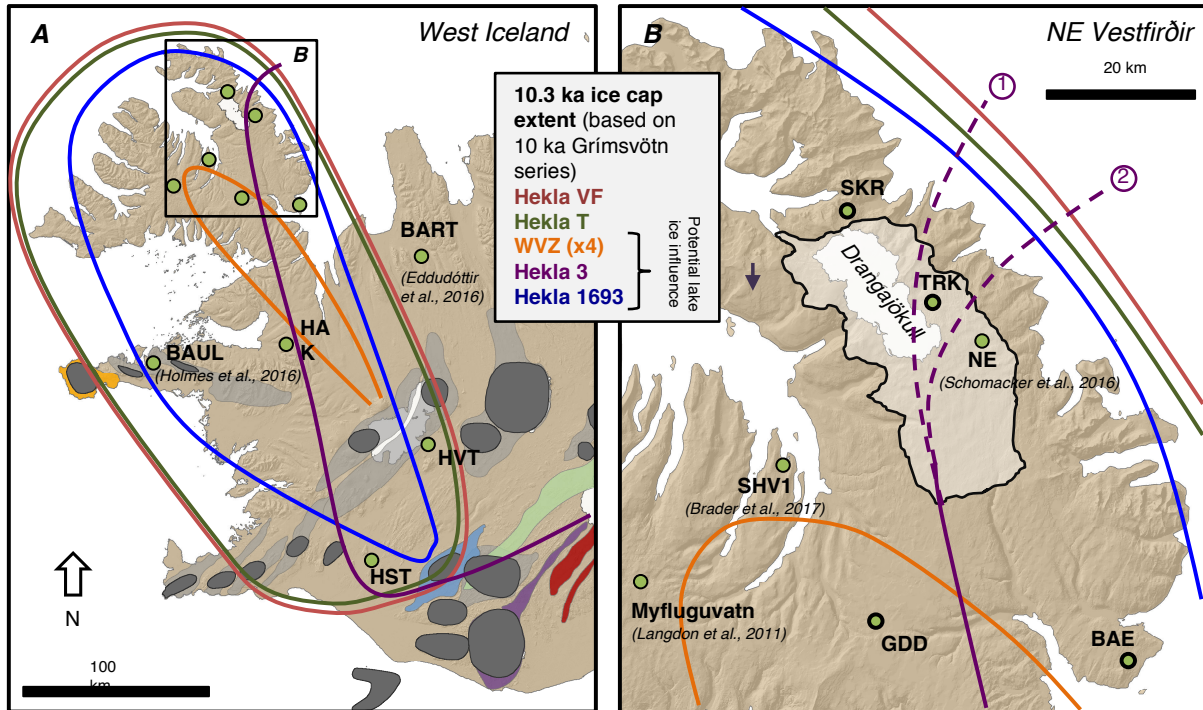 A
West Iceland
B
BART
(Eddudóttir
et al., 2016)
HA
K
BAUL
(Holmes et al., 2016)
HVT
HST
N
100
km
10.3 ka ice cap
extent (based on
10 ka Grímsvötn
series)
Hekla VF
Hekla T
WVZ (x4)
Hekla 3
Hekla 1693
Potential lake
ice influence
B
NE Vestfirðir
20 km
1
2
SKR
Drangajökull
TRK
NE
(Schomacker et al., 2016)
SHV1
(Brader et al., 2017)
Myfluguvatn
(Langdon et al., 2011)
GDD
BAE